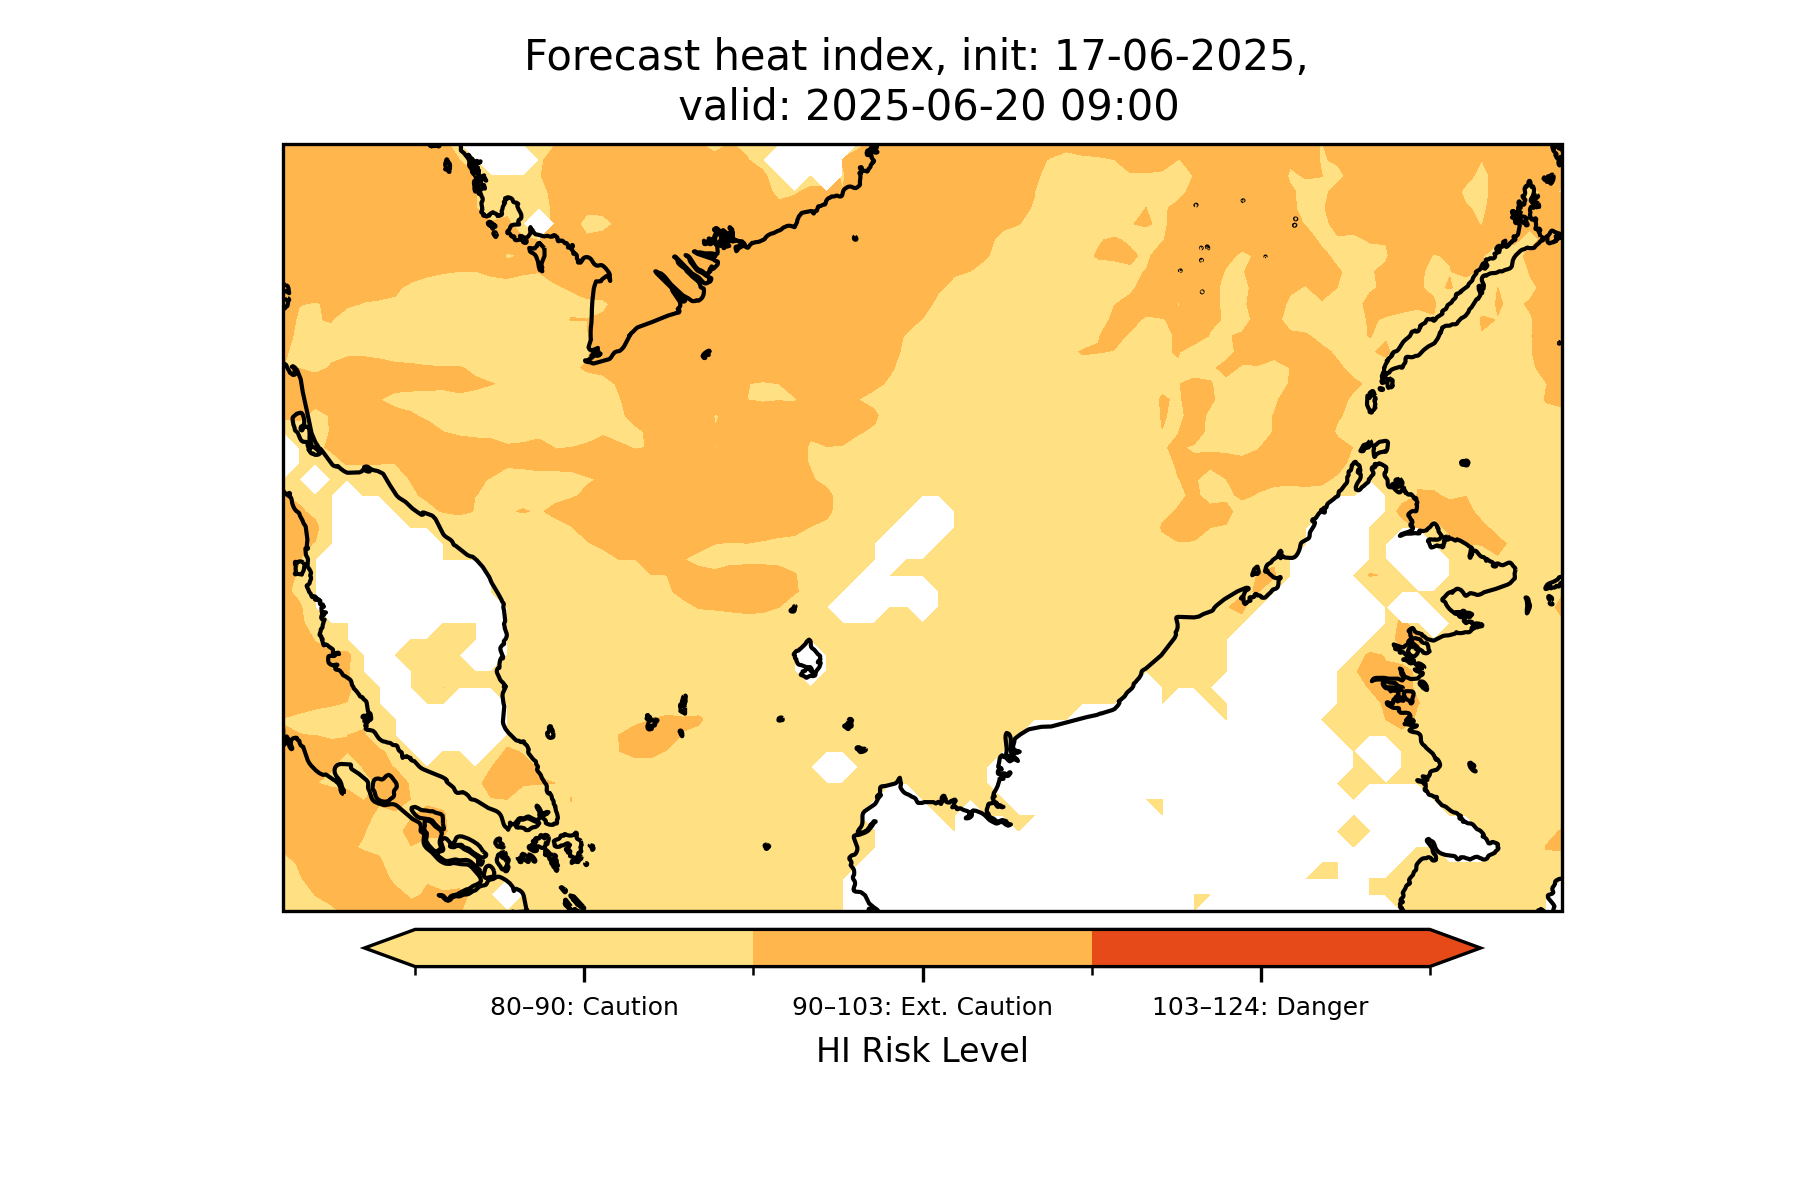 Forecast heat index, init: 17-06-2025,
valid: 2025-06-20 09:00
80–90: Caution
90–103: Ext. Caution
103–124: Danger
HI Risk Level